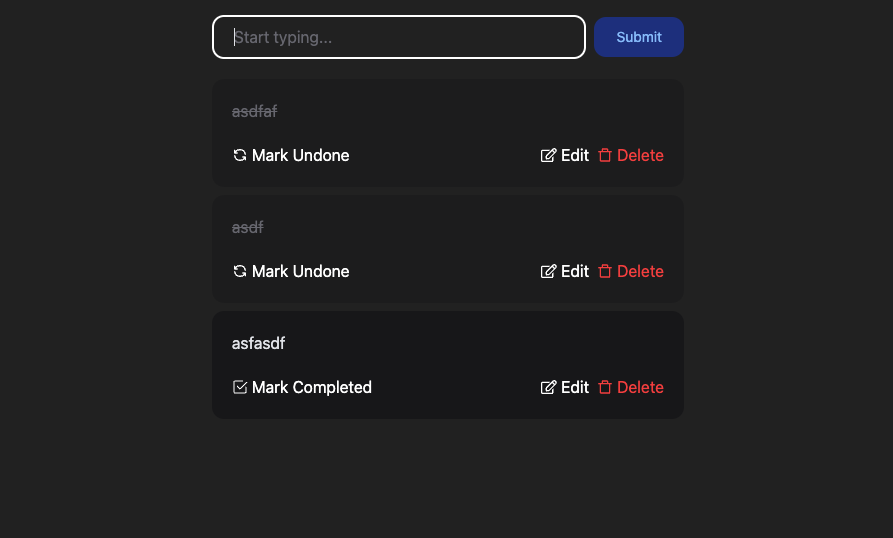 Start typing...
Submit
asdfaf
Mark Undone Edit Delete
asdf
Mark Undone Edit Delete
asfasdf
Mark Completed Edit Delete